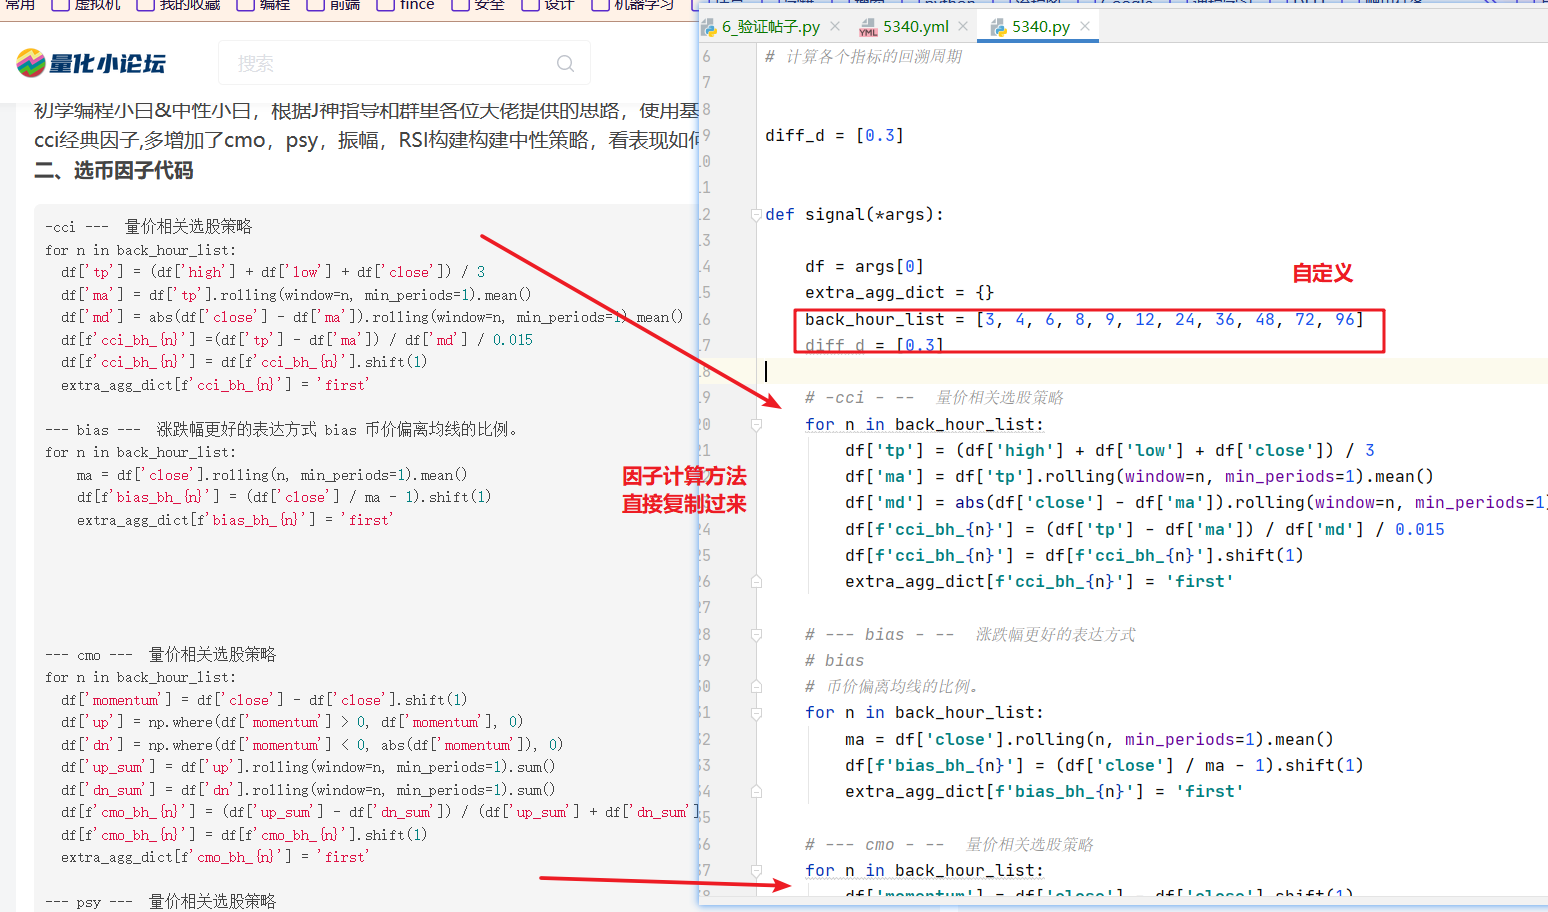 常用 虚拟机 我的收藏 编程 前端 fince 安全 设计 机器学习
量化小论坛
搜索
初学编程小白&中性小白，根据J神指导和群里各位大佬提供的思路，使用基
cci经典因子,多增加了cmo，psy，振幅，RSI构建构建中性策略，看表现如何
二、选币因子代码
-cci --- 量价相关选股策略
for n in back_hour_list:
df['tp'] = (df['high'] + df['low'] + df['close']) / 3
df['ma'] = df['tp'].rolling(window=n, min_periods=1).mean()
df['md'] = abs(df['close'] - df['ma']).rolling(window=n, min_periods=1).mean()
df[f'cci_bh_{n}'] =(df['tp'] - df['ma']) / df['md'] / 0.015
df[f'cci_bh_{n}'] = df[f'cci_bh_{n}'].shift(1)
extra_agg_dict[f'cci_bh_{n}'] = 'first'
--- bias --- 涨跌幅更好的表达方式 bias 币价偏离均线的比例。
for n in back_hour_list:
ma = df['close'].rolling(n, min_periods=1).mean()
df[f'bias_bh_{n}'] = (df['close'] / ma - 1).shift(1)
extra_agg_dict[f'bias_bh_{n}'] = 'first'
--- cmo --- 量价相关选股策略
for n in back_hour_list:
df['momentum'] = df['close'] - df['close'].shift(1)
df['up'] = np.where(df['momentum'] > 0, df['momentum'], 0)
df['dn'] = np.where(df['momentum'] < 0, abs(df['momentum']), 0)
df['up_sum'] = df['up'].rolling(window=n, min_periods=1).sum()
df['dn_sum'] = df['dn'].rolling(window=n, min_periods=1).sum()
df[f'cmo_bh_{n}'] = (df['up_sum'] - df['dn_sum']) / (df['up_sum'] + df['dn_sum']
df[f'cmo_bh_{n}'] = df[f'cmo_bh_{n}'].shift(1)
extra_agg_dict[f'cmo_bh_{n}'] = 'first'
--- psy --- 量价相关选股策略
因子计算方法
直接复制过来
6_验证帖子.py 5340.yml 5340.py
6 # 计算各个指标的回溯周期
7
8
9 diff_d = [0.3]
10
11
12 def signal(*args):
13
14 df = args[0]
自定义
15 extra_agg_dict = {}
16 back_hour_list = [3, 4, 6, 8, 9, 12, 24, 36, 48, 72, 96]
17 diff_d = [0.3]
18
19 # -cci - -- 量价相关选股策略
20 for n in back_hour_list:
21 df['tp'] = (df['high'] + df['low'] + df['close']) / 3
df['ma'] = df['tp'].rolling(window=n, min_periods=1).mean()
df['md'] = abs(df['close'] - df['ma']).rolling(window=n, min_periods=1)
24 df[f'cci_bh_{n}'] = (df['tp'] - df['ma']) / df['md'] / 0.015
25 df[f'cci_bh_{n}'] = df[f'cci_bh_{n}'].shift(1)
26 extra_agg_dict[f'cci_bh_{n}'] = 'first'
27
28 # --- bias - -- 涨跌幅更好的表达方式
29 # bias
30 # 币价偏离均线的比例。
31 for n in back_hour_list:
32 ma = df['close'].rolling(n, min_periods=1).mean()
33 df[f'bias_bh_{n}'] = (df['close'] / ma - 1).shift(1)
34 extra_agg_dict[f'bias_bh_{n}'] = 'first'
35
36 # --- cmo - -- 量价相关选股策略
37 for n in back_hour_list:
38 df['momentum'] = df['close'] - df['close'].shift(1)